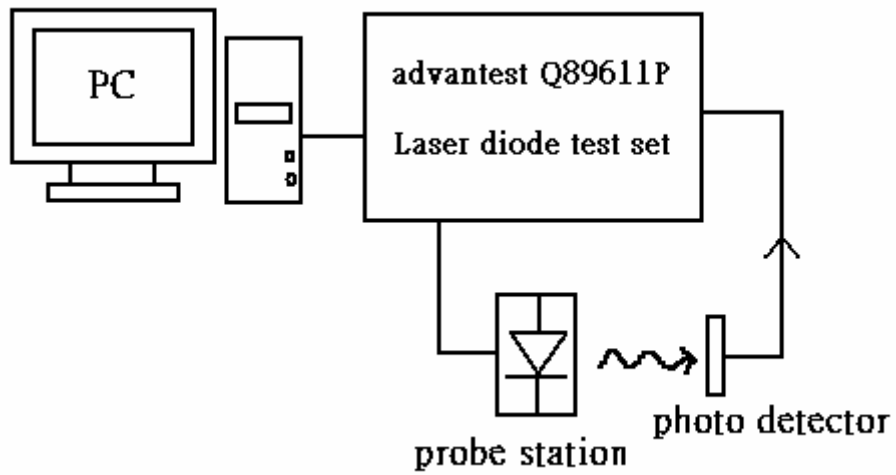 PC
advantest Q89611P
Laser diode test set
probe station
photo detector